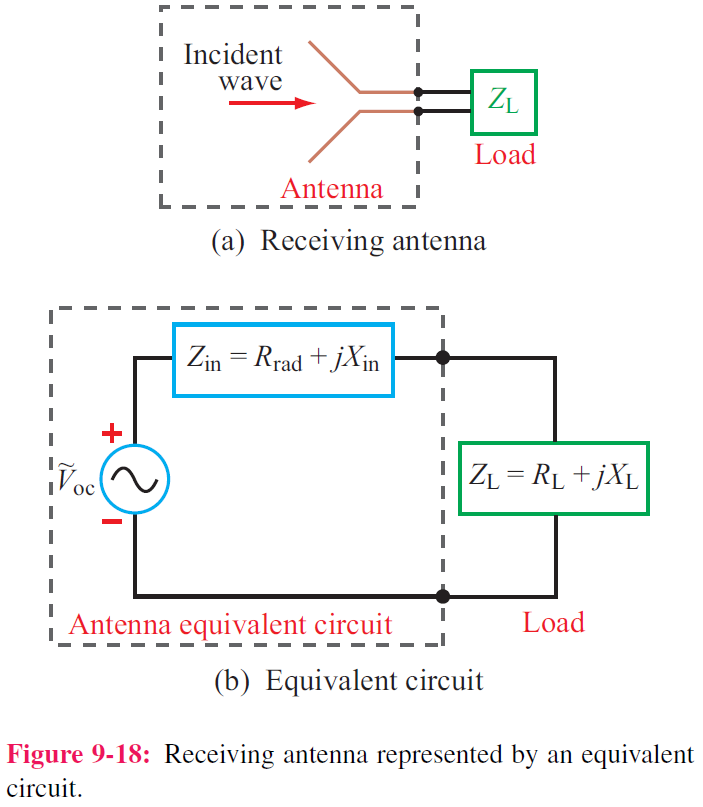 Incident
wave
Z_L
Load
Antenna
(a) Receiving antenna
Z_in = R_rad + jX_in
+
Ṽ_oc
Z_L = R_L + jX_L
−
Antenna equivalent circuit
Load
(b) Equivalent circuit
Figure 9-18: Receiving antenna represented by an equivalent
circuit.